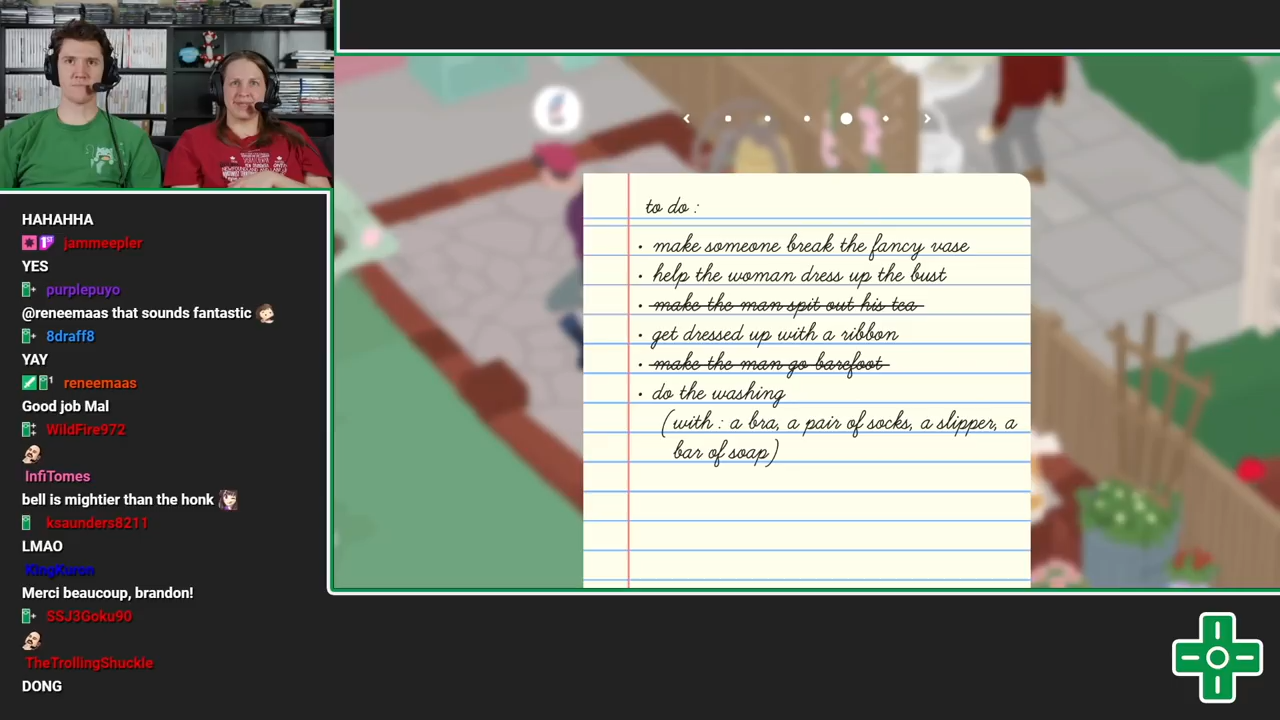 HAHAHHA
jammeepler
YES
purplepuyo
@reneemaas that sounds fantastic
8draff8
YAY
reneemaas
Good job Mal
WildFire972
InfiTomes
bell is mightier than the honk
ksaunders8211
LMAO
KingKuron
Merci beaucoup, brandon!
SSJ3Goku90
TheTrollingShuckle
DONG
to do :
• make someone break the fancy vase
• help the woman dress up the bust
• make the man spit out his tea
• get dressed up with a ribbon
• make the man go barefoot
• do the washing
(with : a bra, a pair of socks, a slipper, a
bar of soap)